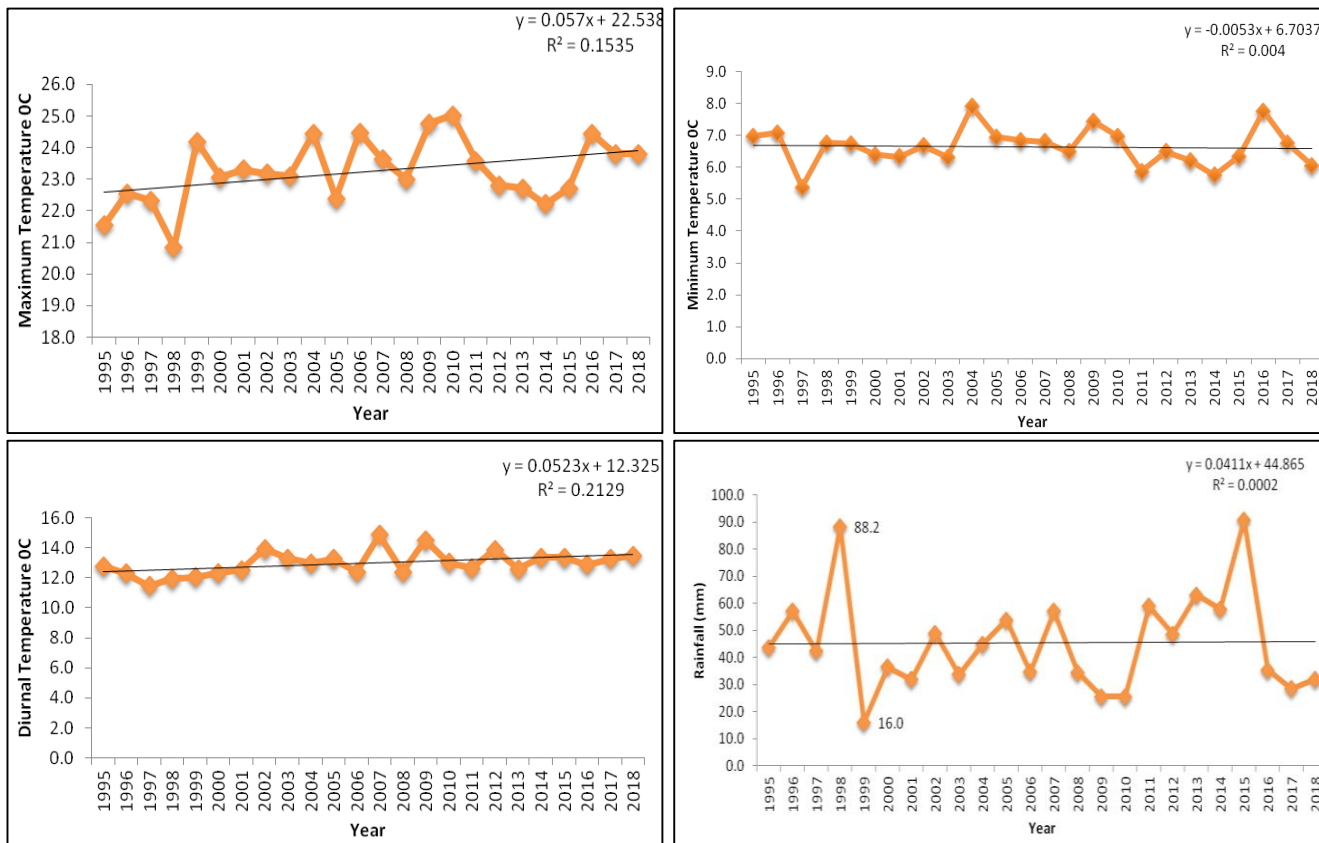 y = 0.057x + 22.538
R² = 0.1535
Maximum Temperature 0C
26.0
25.0
24.0
23.0
22.0
21.0
20.0
19.0
18.0
1995 1996 1997 1998 1999 2000 2001 2002 2003 2004 2005 2006 2007 2008 2009 2010 2011 2012 2013 2014 2015 2016 2017 2018
Year
y = -0.0053x + 6.7037
R² = 0.004
Minimum Temperature 0C
9.0
8.0
7.0
6.0
5.0
4.0
3.0
2.0
1.0
0.0
1995 1996 1997 1998 1999 2000 2001 2002 2003 2004 2005 2006 2007 2008 2009 2010 2011 2012 2013 2014 2015 2016 2017 2018
Year
y = 0.0523x + 12.325
R² = 0.2129
Diurnal Temperature 0C
16.0
14.0
12.0
10.0
8.0
6.0
4.0
2.0
0.0
1995 1996 1997 1998 1999 2000 2001 2002 2003 2004 2005 2006 2007 2008 2009 2010 2011 2012 2013 2014 2015 2016 2017 2018
Year
y = 0.0411x + 44.865
R² = 0.0002
Rainfall (mm)
100.0
90.0
80.0
70.0
60.0
50.0
40.0
30.0
20.0
10.0
0.0
88.2
16.0
1995 1996 1997 1998 1999 2000 2001 2002 2003 2004 2005 2006 2007 2008 2009 2010 2011 2012 2013 2014 2015 2016 2017 2018
Year